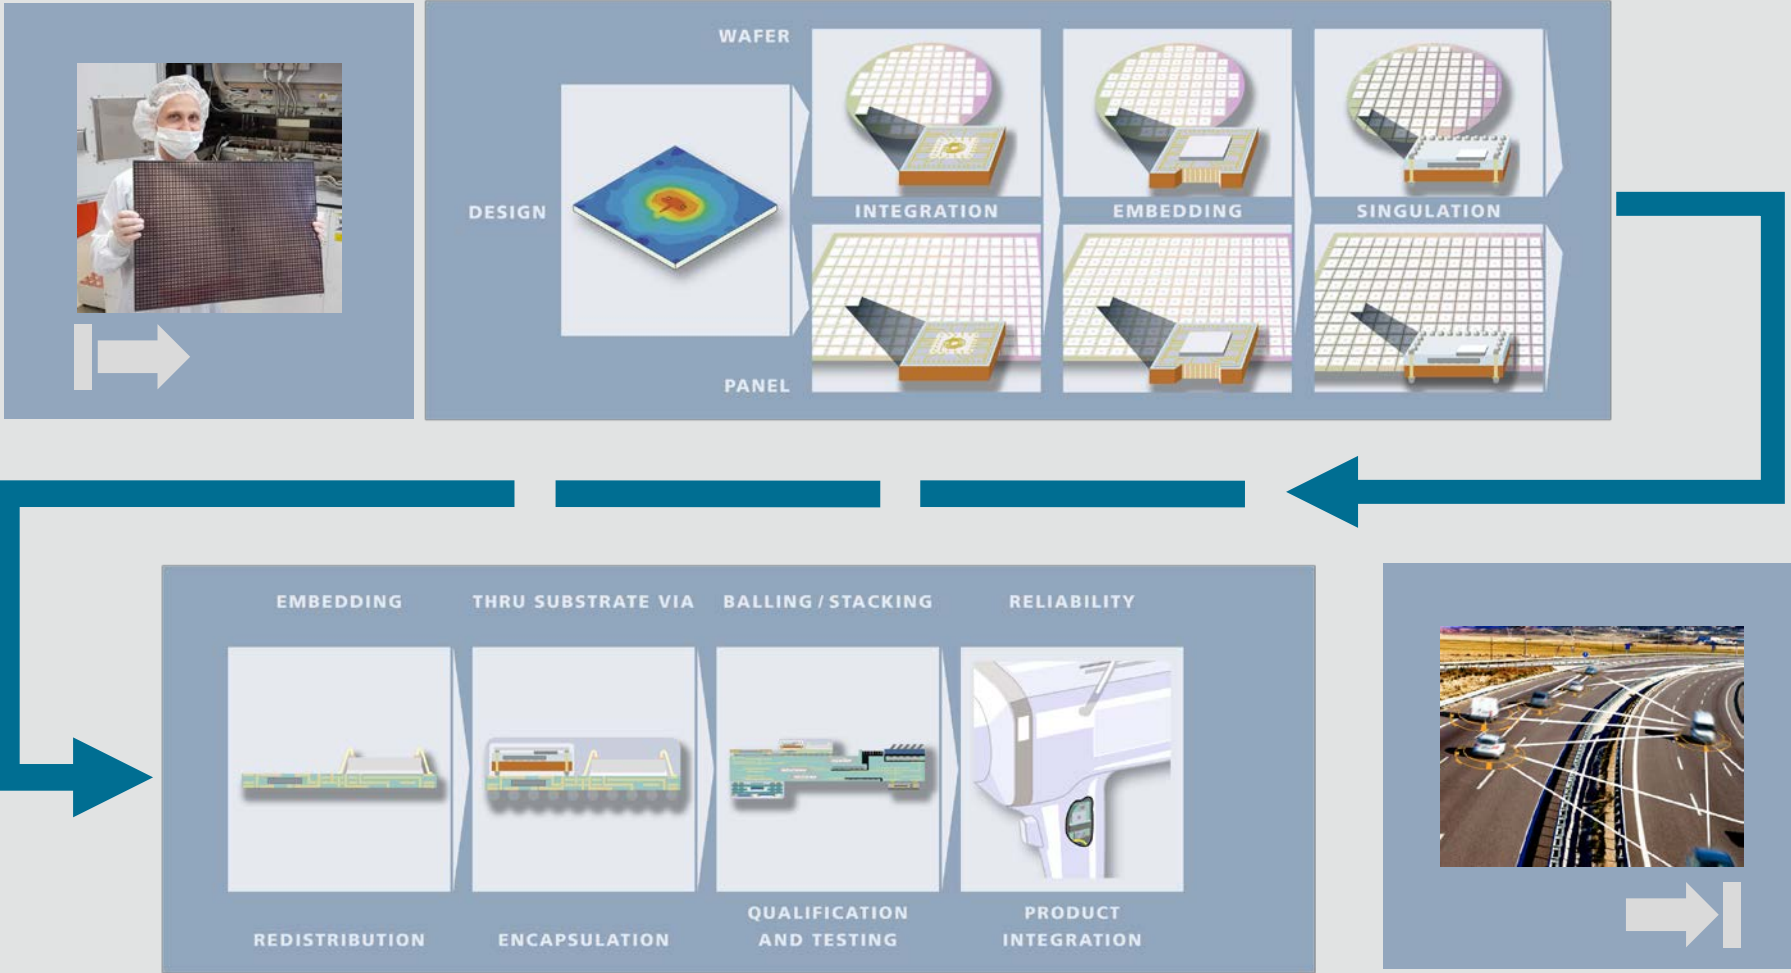 WAFER
DESIGN
INTEGRATION
EMBEDDING
SINGULATION
PANEL
EMBEDDING
THRU SUBSTRATE VIA
BALLING / STACKING
RELIABILITY
REDISTRIBUTION
ENCAPSULATION
QUALIFICATION
AND TESTING
PRODUCT
INTEGRATION